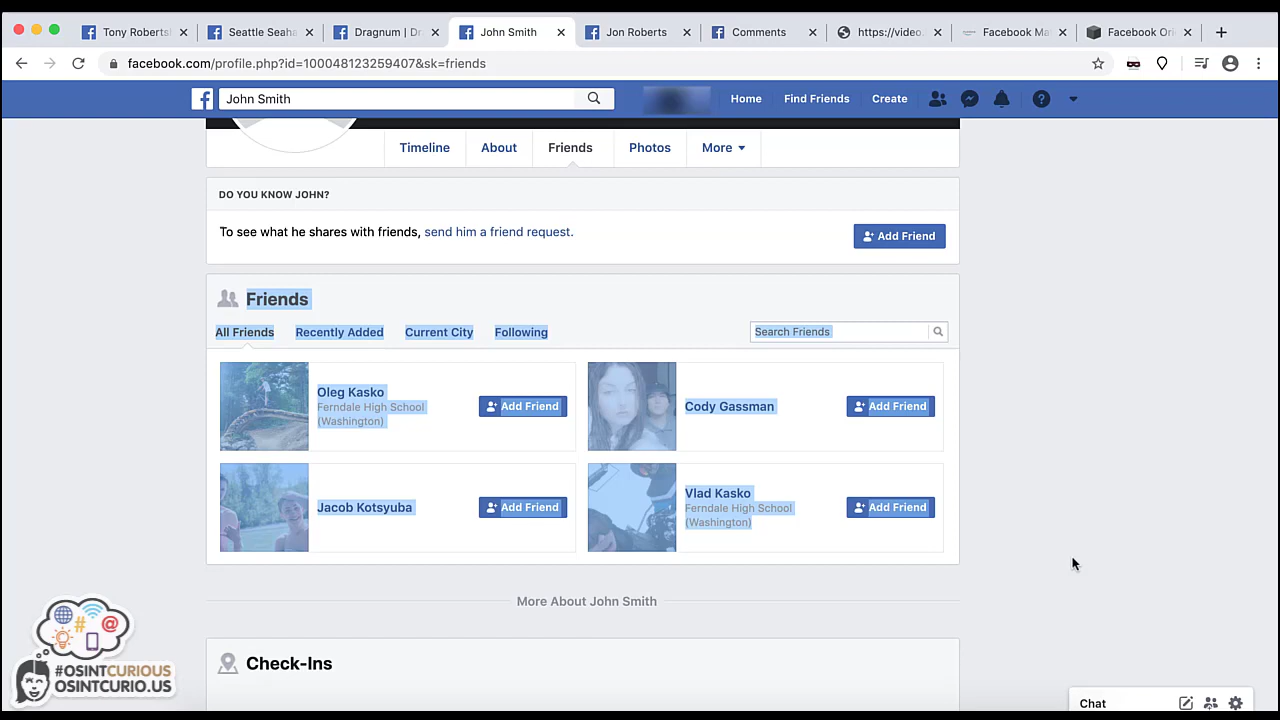 Tony Roberts
Seattle Seah
Dragnum | D
John Smith
Jon Roberts
Comments
https://video
Facebook Ma
Facebook Ori
facebook.com/profile.php?id=100048123259407&sk=friends
John Smith
Home
Find Friends
Create
Timeline
About
Friends
Photos
More
DO YOU KNOW JOHN?
To see what he shares with friends, send him a friend request.
Add Friend
Friends
All Friends
Recently Added
Current City
Following
Search Friends
Oleg Kasko
Ferndale High School
(Washington)
Add Friend
Cody Gassman
Add Friend
Jacob Kotsyuba
Add Friend
Vlad Kasko
Ferndale High School
(Washington)
Add Friend
More About John Smith
Check-Ins
#OSINTCURIOUS
OSINTCURIO.US
Chat